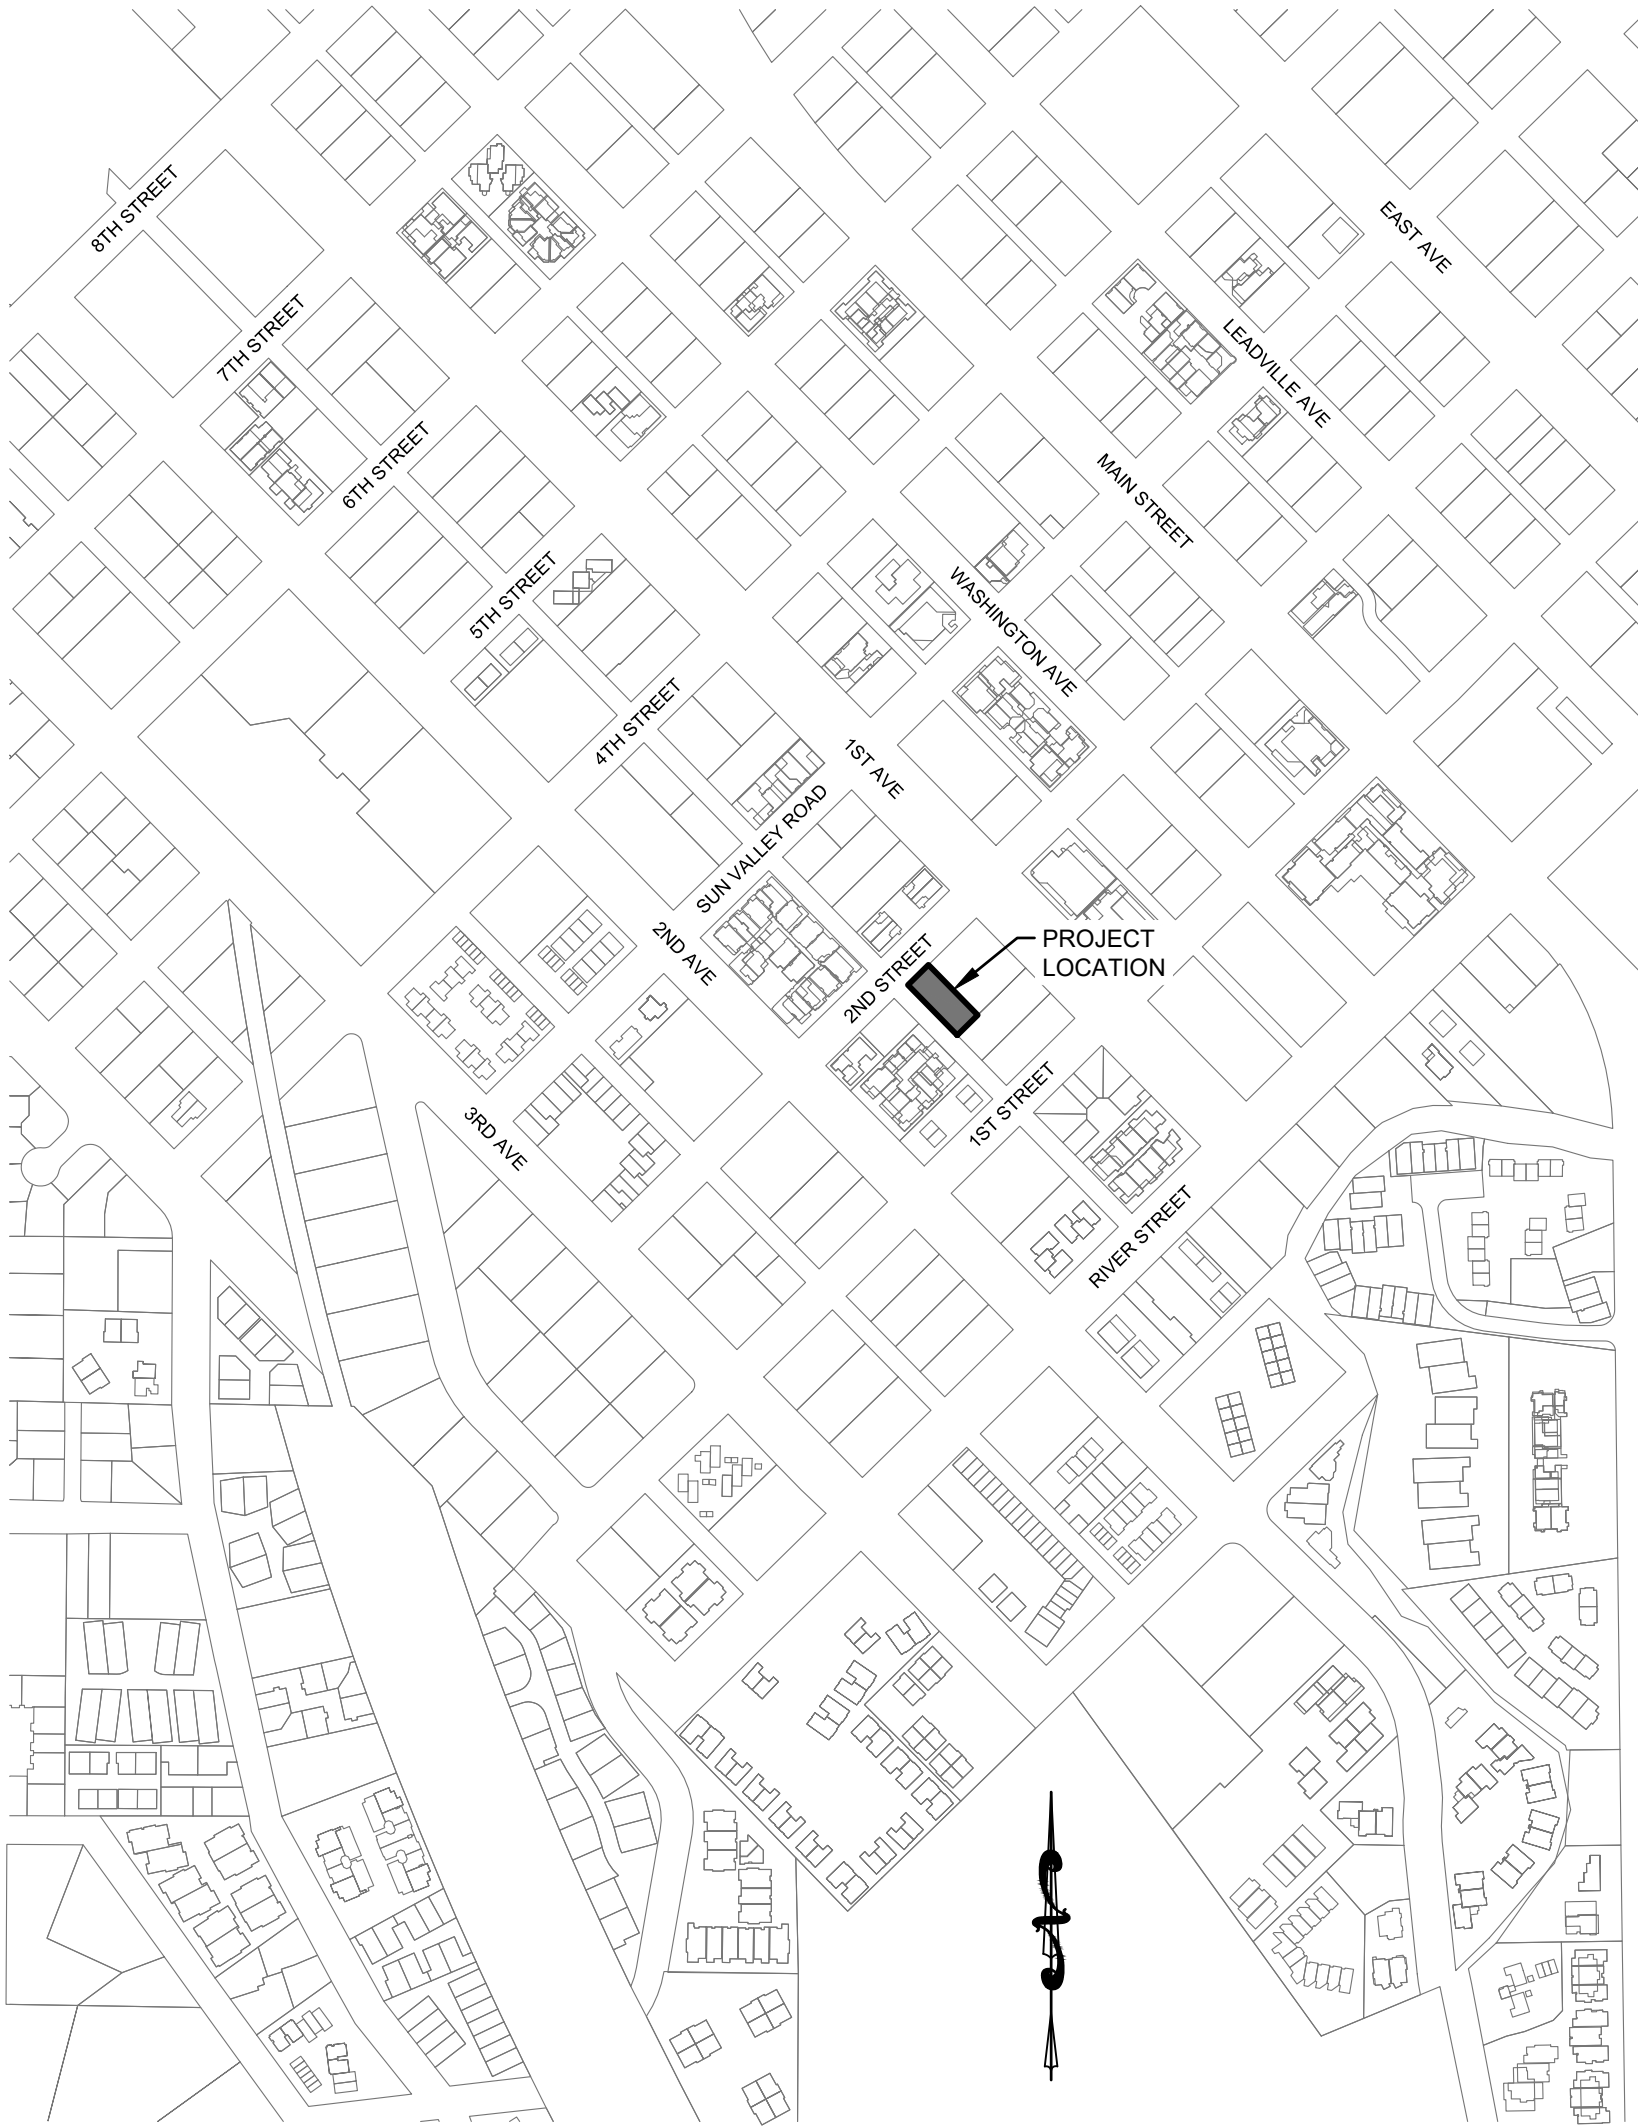 8TH STREET
EAST AVE
7TH STREET
LEADVILLE AVE
6TH STREET
MAIN STREET
5TH STREET
WASHINGTON AVE
4TH STREET
1ST AVE
SUN VALLEY ROAD
2ND AVE
2ND STREET
PROJECT
LOCATION
3RD AVE
1ST STREET
RIVER STREET